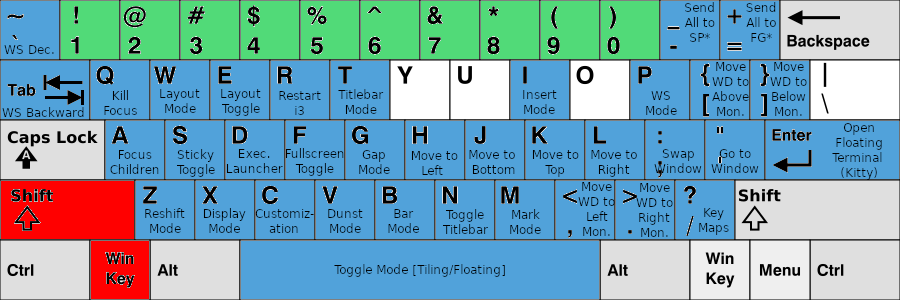 ~ ! @ # $ % ^ & * ( ) _ Send All to SP* + Send All to FG*
` WS Dec. 1 2 3 4 5 6 7 8 9 0 - = Backspace
Tab WS Backward Q Kill Focus W Layout Mode E Layout Toggle R Restart i3 T Titlebar Mode Y U I Insert Mode O P WS Mode { [ Move WD to Above Mon. } ] Move WD to Below Mon. | \
Caps Lock A A Focus Children S Sticky Toggle D Exec. Launcher F Fullscreen Toggle G Gap Mode H Move to Left J Move to Bottom K Move to Top L Move to Right : ; Swap Window " ' Go to Window Enter Open Floating Terminal (Kitty)
Shift Z Reshift Mode X Display Mode C Customiz-ation V Dunst Mode B Bar Mode N Toggle Titlebar M Mark Mode < , Move WD to Left Mon. > . Move WD to Right Mon. ? / Key Maps Shift
Ctrl Win Key Alt Toggle Mode [Tiling/Floating] Alt Win Key Menu Ctrl